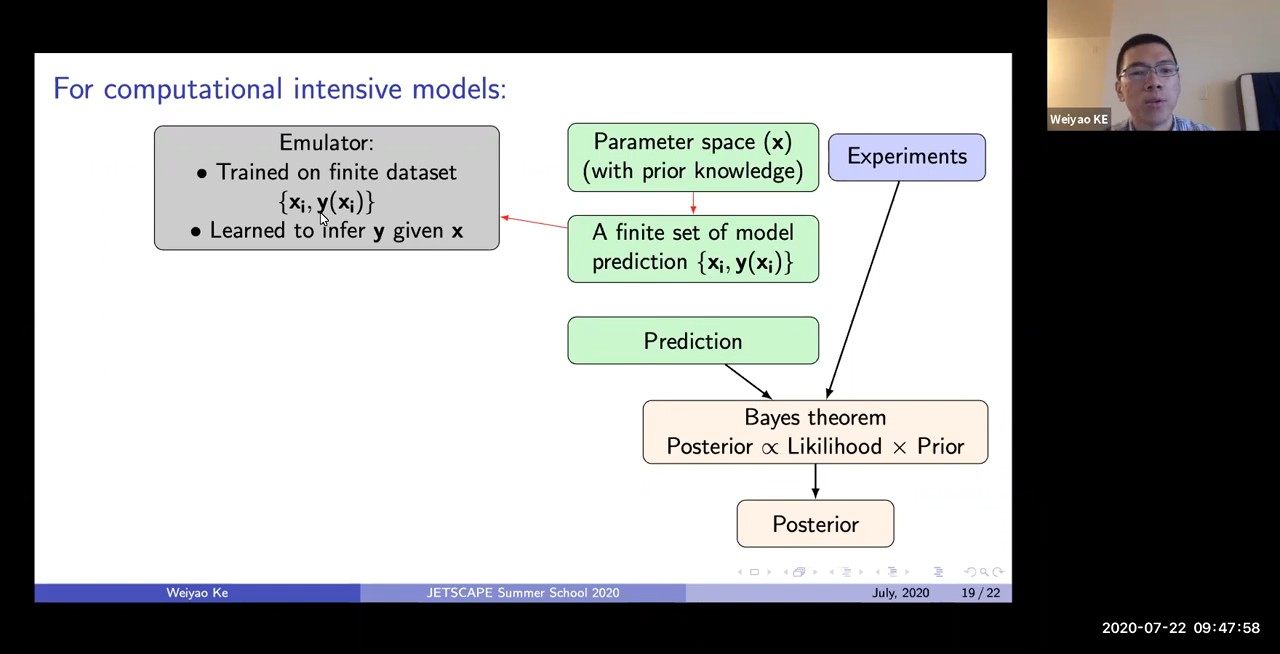 For computational intensive models:
Emulator:
• Trained on finite dataset
{xᵢ, y(xᵢ)}
• Learned to infer y given x
Parameter space (x)
(with prior knowledge)
Experiments
A finite set of model
prediction {xᵢ, y(xᵢ)}
Prediction
Bayes theorem
Posterior ∝ Likilihood × Prior
Posterior
Weiyao Ke
JETSCAPE Summer School 2020
July, 2020
19 / 22
Weiyao KE
2020-07-22 09:47:58